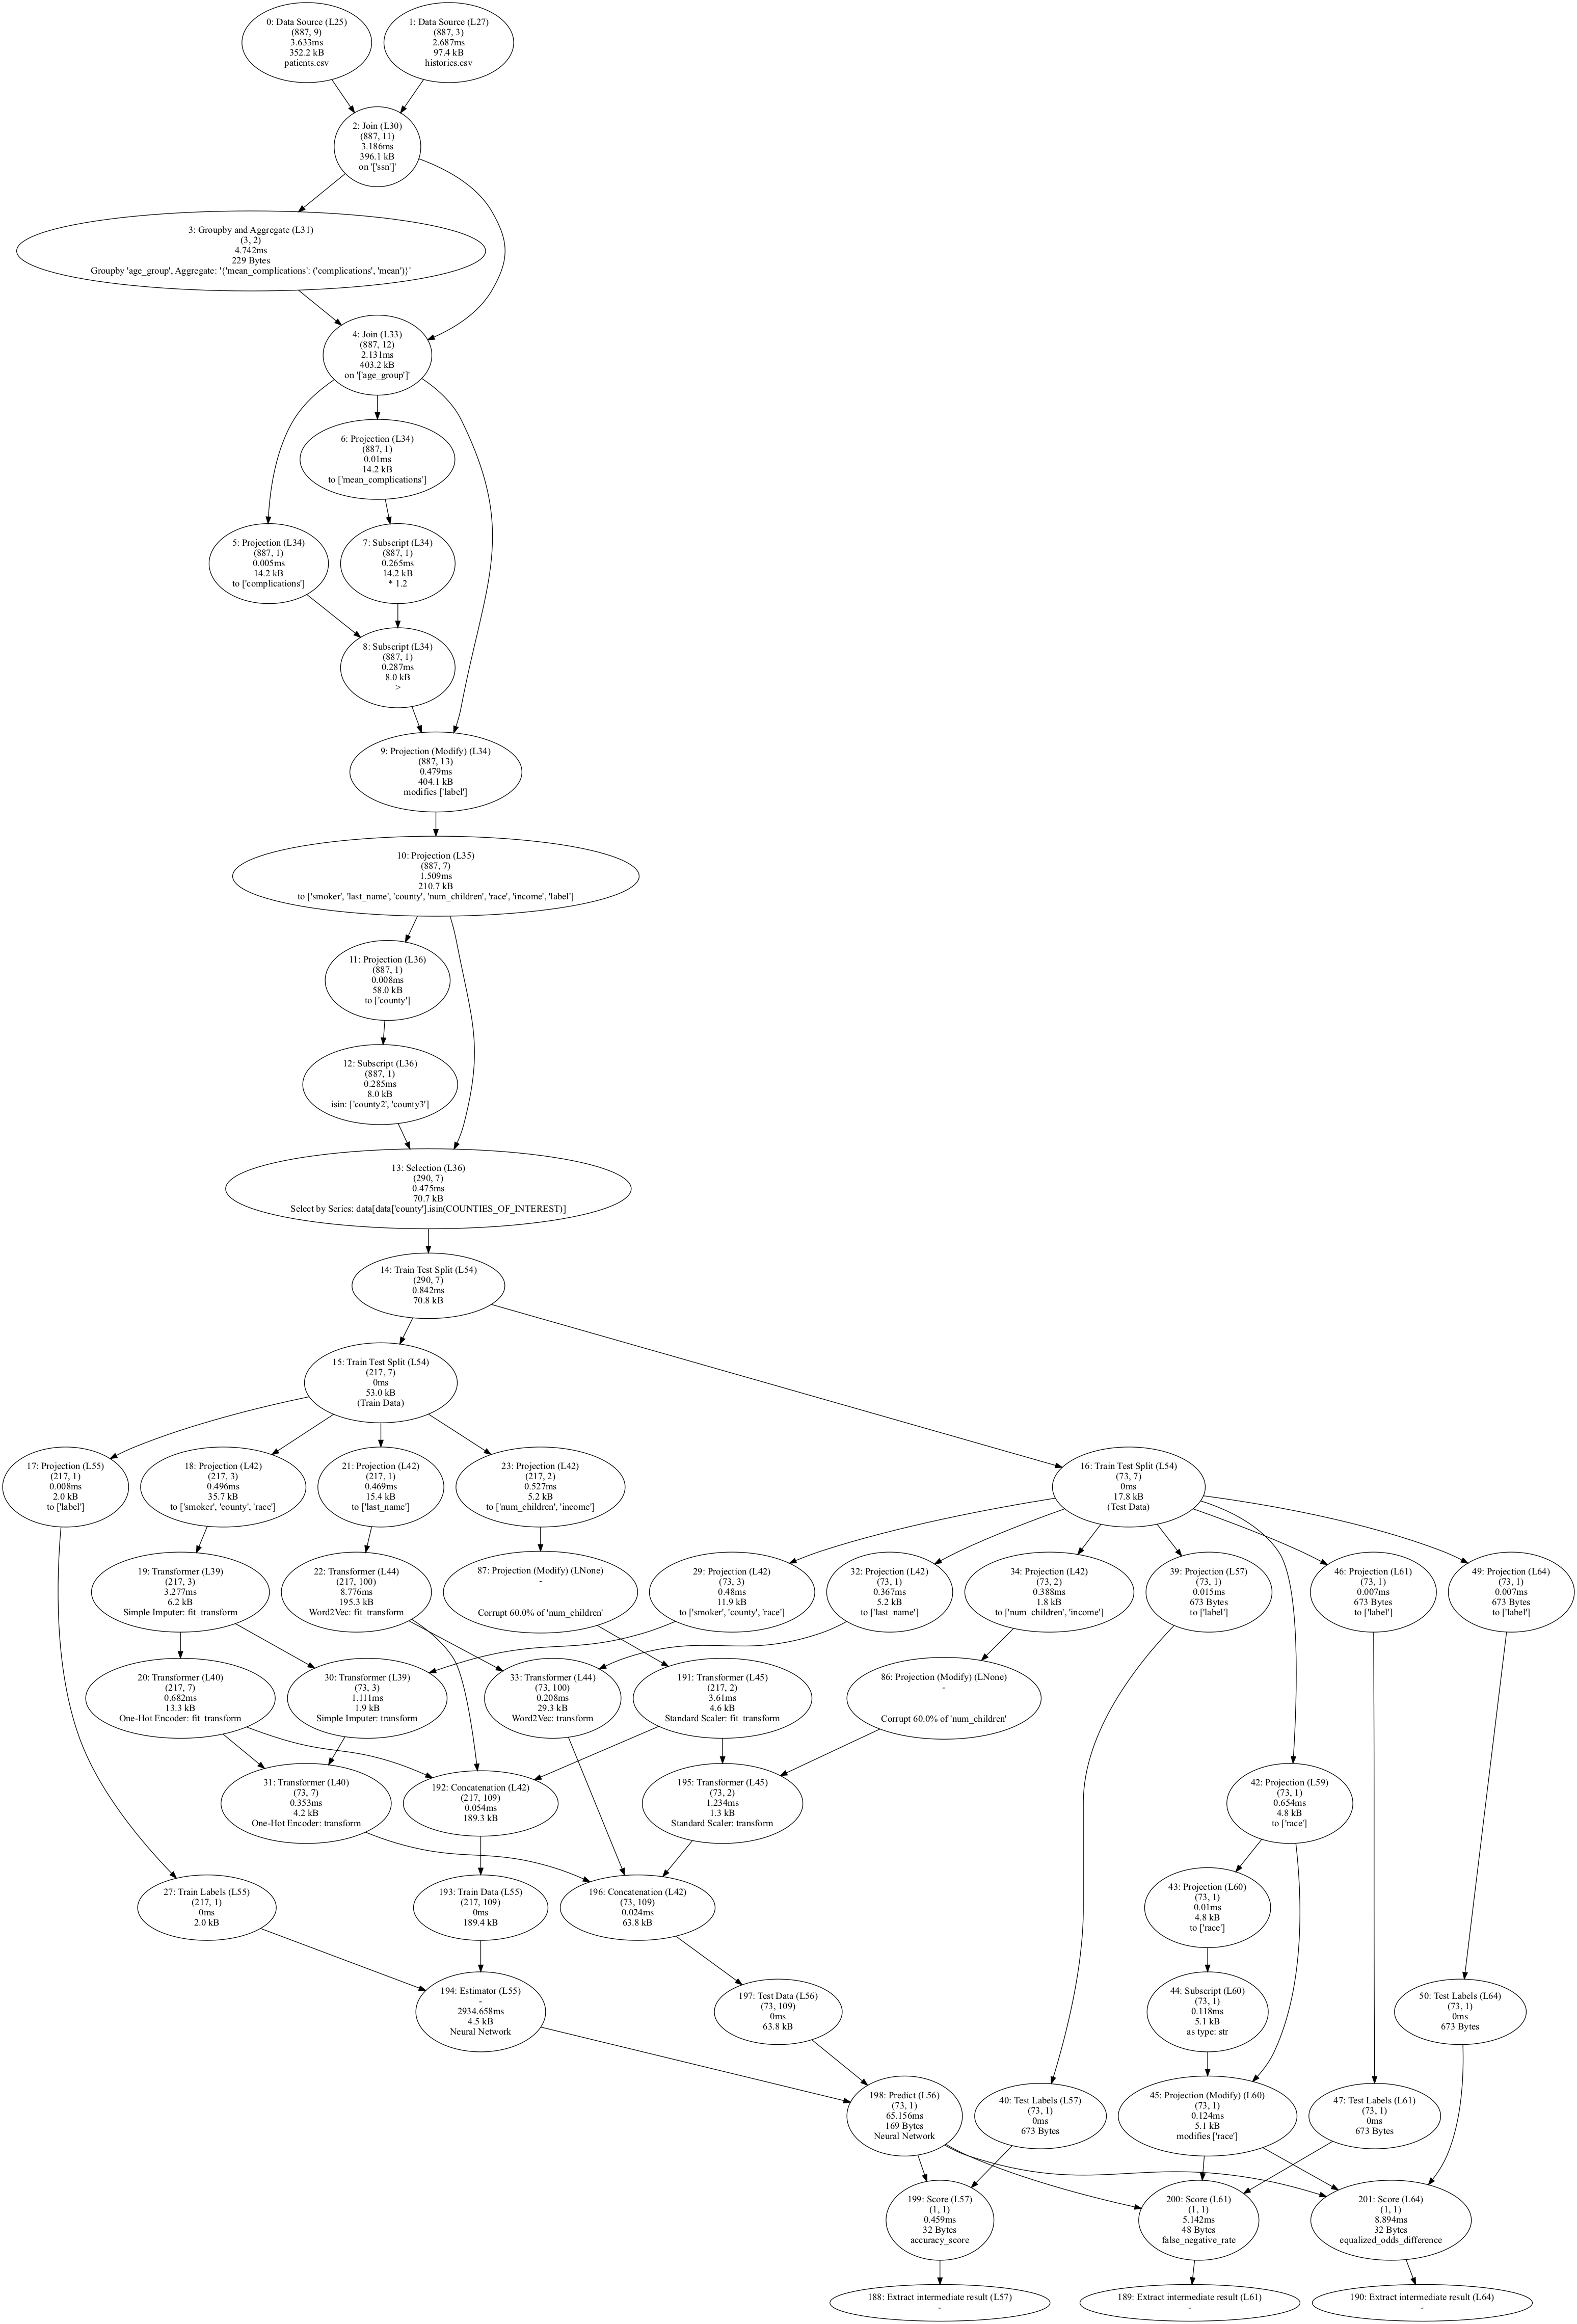 0: Data Source (L25)
(887, 9)
3.633ms
352.2 kB
patients.csv
1: Data Source (L27)
(887, 3)
2.687ms
97.4 kB
histories.csv
2: Join (L30)
(887, 11)
3.186ms
396.1 kB
on '['ssn']'
3: Groupby and Aggregate (L31)
(3, 2)
4.742ms
229 Bytes
Groupby 'age_group', Aggregate: '{'mean_complications': ('complications', 'mean')}'
4: Join (L33)
(887, 12)
2.131ms
403.2 kB
on '['age_group']'
6: Projection (L34)
(887, 1)
0.01ms
14.2 kB
to ['mean_complications']
5: Projection (L34)
(887, 1)
0.005ms
14.2 kB
to ['complications']
7: Subscript (L34)
(887, 1)
0.265ms
14.2 kB
* 1.2
8: Subscript (L34)
(887, 1)
0.287ms
8.0 kB
>
9: Projection (Modify) (L34)
(887, 13)
0.479ms
404.1 kB
modifies ['label']
10: Projection (L35)
(887, 7)
1.509ms
210.7 kB
to ['smoker', 'last_name', 'county', 'num_children', 'race', 'income', 'label']
11: Projection (L36)
(887, 1)
0.008ms
58.0 kB
to ['county']
12: Subscript (L36)
(887, 1)
0.285ms
8.0 kB
isin: ['county2', 'county3']
13: Selection (L36)
(290, 7)
0.475ms
70.7 kB
Select by Series: data[data['county'].isin(COUNTIES_OF_INTEREST)]
14: Train Test Split (L54)
(290, 7)
0.842ms
70.8 kB
15: Train Test Split (L54)
(217, 7)
0ms
53.0 kB
(Train Data)
17: Projection (L55)
(217, 1)
0.008ms
2.0 kB
to ['label']
18: Projection (L42)
(217, 3)
0.496ms
35.7 kB
to ['smoker', 'county', 'race']
21: Projection (L42)
(217, 1)
0.469ms
15.4 kB
to ['last_name']
23: Projection (L42)
(217, 2)
0.527ms
5.2 kB
to ['num_children', 'income']
16: Train Test Split (L54)
(73, 7)
0ms
17.8 kB
(Test Data)
19: Transformer (L39)
(217, 3)
3.277ms
6.2 kB
Simple Imputer: fit_transform
22: Transformer (L44)
(217, 100)
8.776ms
195.3 kB
Word2Vec: fit_transform
87: Projection (Modify) (LNone)
-
Corrupt 60.0% of 'num_children'
29: Projection (L42)
(73, 3)
0.48ms
11.9 kB
to ['smoker', 'county', 'race']
32: Projection (L42)
(73, 1)
0.367ms
5.2 kB
to ['last_name']
34: Projection (L42)
(73, 2)
0.388ms
1.8 kB
to ['num_children', 'income']
39: Projection (L57)
(73, 1)
0.015ms
673 Bytes
to ['label']
46: Projection (L61)
(73, 1)
0.007ms
673 Bytes
to ['label']
49: Projection (L64)
(73, 1)
0.007ms
673 Bytes
to ['label']
20: Transformer (L40)
(217, 7)
0.682ms
13.3 kB
One-Hot Encoder: fit_transform
30: Transformer (L39)
(73, 3)
1.111ms
1.9 kB
Simple Imputer: transform
33: Transformer (L44)
(73, 100)
0.208ms
29.3 kB
Word2Vec: transform
191: Transformer (L45)
(217, 2)
3.61ms
4.6 kB
Standard Scaler: fit_transform
86: Projection (Modify) (LNone)
-
Corrupt 60.0% of 'num_children'
31: Transformer (L40)
(73, 7)
0.353ms
4.2 kB
One-Hot Encoder: transform
192: Concatenation (L42)
(217, 109)
0.054ms
189.3 kB
195: Transformer (L45)
(73, 2)
1.234ms
1.3 kB
Standard Scaler: transform
42: Projection (L59)
(73, 1)
0.654ms
4.8 kB
to ['race']
27: Train Labels (L55)
(217, 1)
0ms
2.0 kB
193: Train Data (L55)
(217, 109)
0ms
189.4 kB
196: Concatenation (L42)
(73, 109)
0.024ms
63.8 kB
43: Projection (L60)
(73, 1)
0.01ms
4.8 kB
to ['race']
194: Estimator (L55)
-
2934.658ms
4.5 kB
Neural Network
197: Test Data (L56)
(73, 109)
0ms
63.8 kB
44: Subscript (L60)
(73, 1)
0.118ms
5.1 kB
as type: str
50: Test Labels (L64)
(73, 1)
0ms
673 Bytes
198: Predict (L56)
(73, 1)
65.156ms
169 Bytes
Neural Network
40: Test Labels (L57)
(73, 1)
0ms
673 Bytes
45: Projection (Modify) (L60)
(73, 1)
0.124ms
5.1 kB
modifies ['race']
47: Test Labels (L61)
(73, 1)
0ms
673 Bytes
199: Score (L57)
(1, 1)
0.459ms
32 Bytes
accuracy_score
200: Score (L61)
(1, 1)
5.142ms
48 Bytes
false_negative_rate
201: Score (L64)
(1, 1)
8.894ms
32 Bytes
equalized_odds_difference
188: Extract intermediate result (L57)
-
189: Extract intermediate result (L61)
-
190: Extract intermediate result (L64)
-